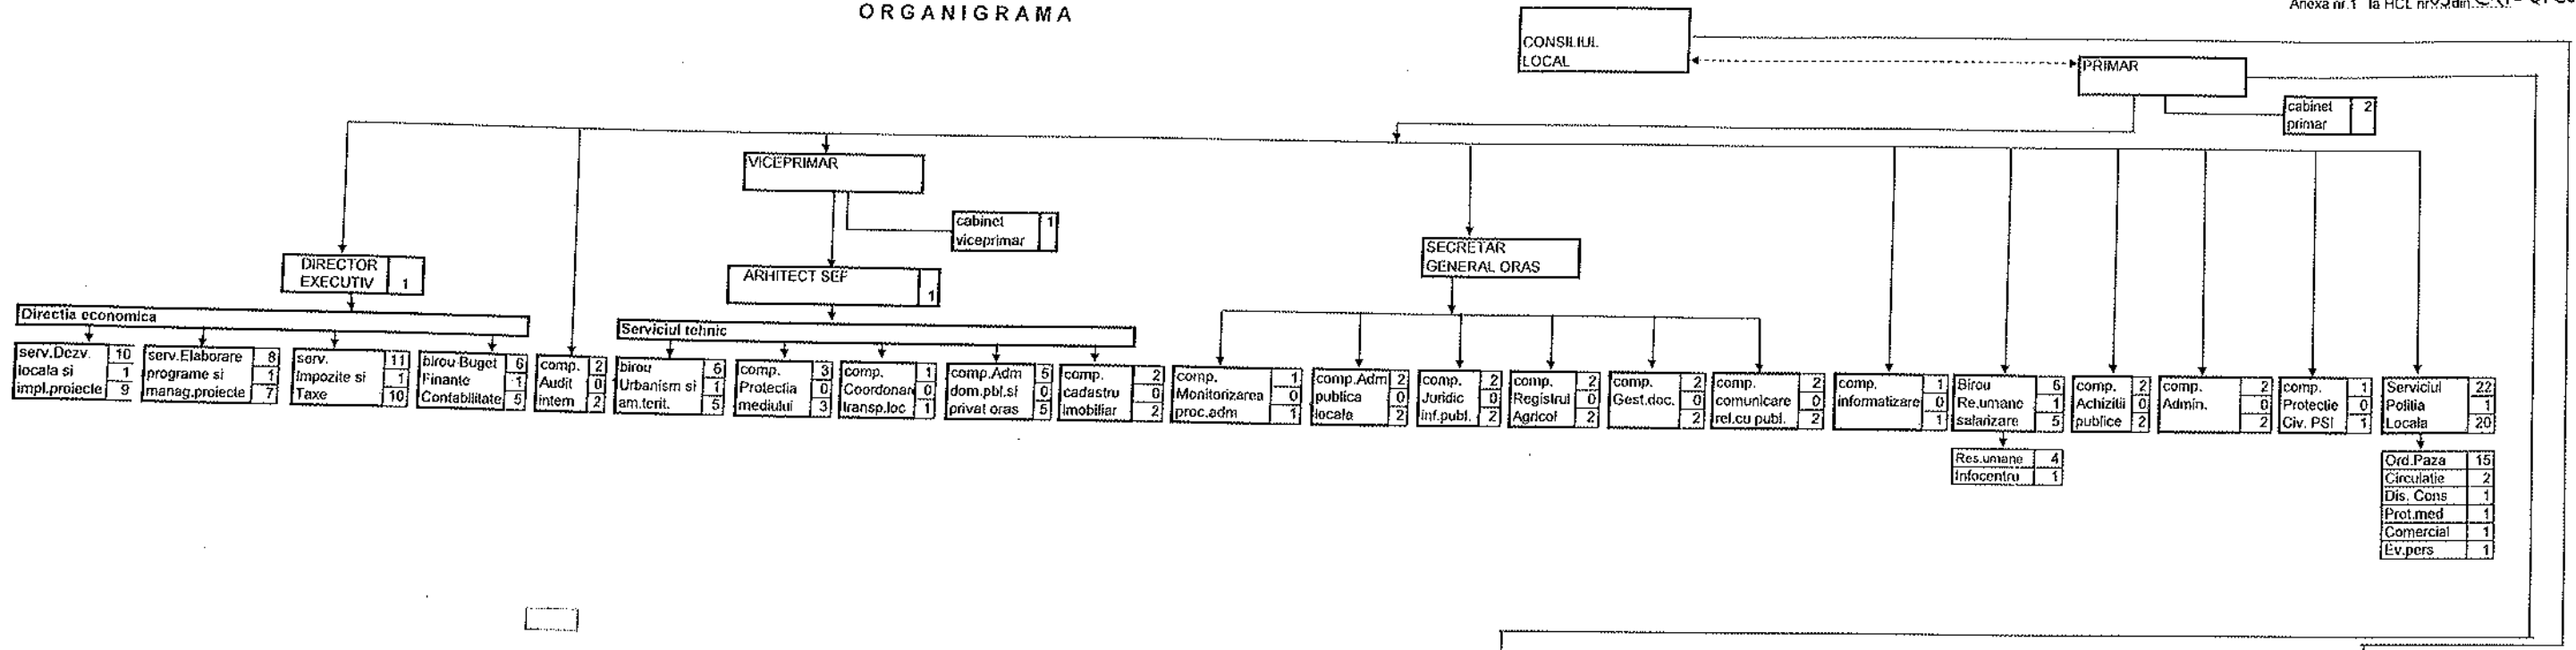 ORGANIGRAMA
Anexa nr.1 la HCL nr
CONSILIUL
LOCAL
PRIMAR
cabinet 2
primar
VICEPRIMAR
cabinet 1
viceprimar
DIRECTOR
EXECUTIV 1
ARHITECT SEF
1
SECRETAR
GENERAL ORAS
Directia economica
Serviciul tehnic
serv.Dezv. 10
locala si 1
impl.proiecte 9
serv.Elaborare 8
programe si 1
manag.proiecte 7
serv. 11
Impozite si 1
Taxe 10
birou Buget 6
Finante 1
Contabilitate 5
comp. 2
Audit 0
intern 2
birou 6
Urbanism si 1
am.terit. 5
comp. 3
Protectia 0
mediului 3
comp. 1
Coordonare 0
transp.loc 1
comp.Adm 5
dom.pbl.si 0
privat oras 5
comp. 2
cadastru 0
imobiliar 2
comp. 1
Monitorizarea 0
proc.adm 1
comp.Adm 2
publica 0
locala 2
comp. 2
Juridic 0
inf.publ. 2
comp. 2
Registrul 0
Agricol 2
comp. 2
Gest.doc. 0
2
comp. 2
comunicare 0
rel.cu publ. 2
comp. 1
informatizare 0
1
Birou 6
Re.umane 1
salarizare 5
comp. 2
Achizitii 0
publice 2
comp. 2
Admin. 0
2
comp. 1
Protectie 0
Civ. PSI 1
Serviciul 22
Politia 1
Locala 20
Res.umane 4
Infocentru 1
Ord.Paza 15
Circulatie 2
Dis. Cons 1
Prot.med 1
Comercial 1
Ev.pers 1